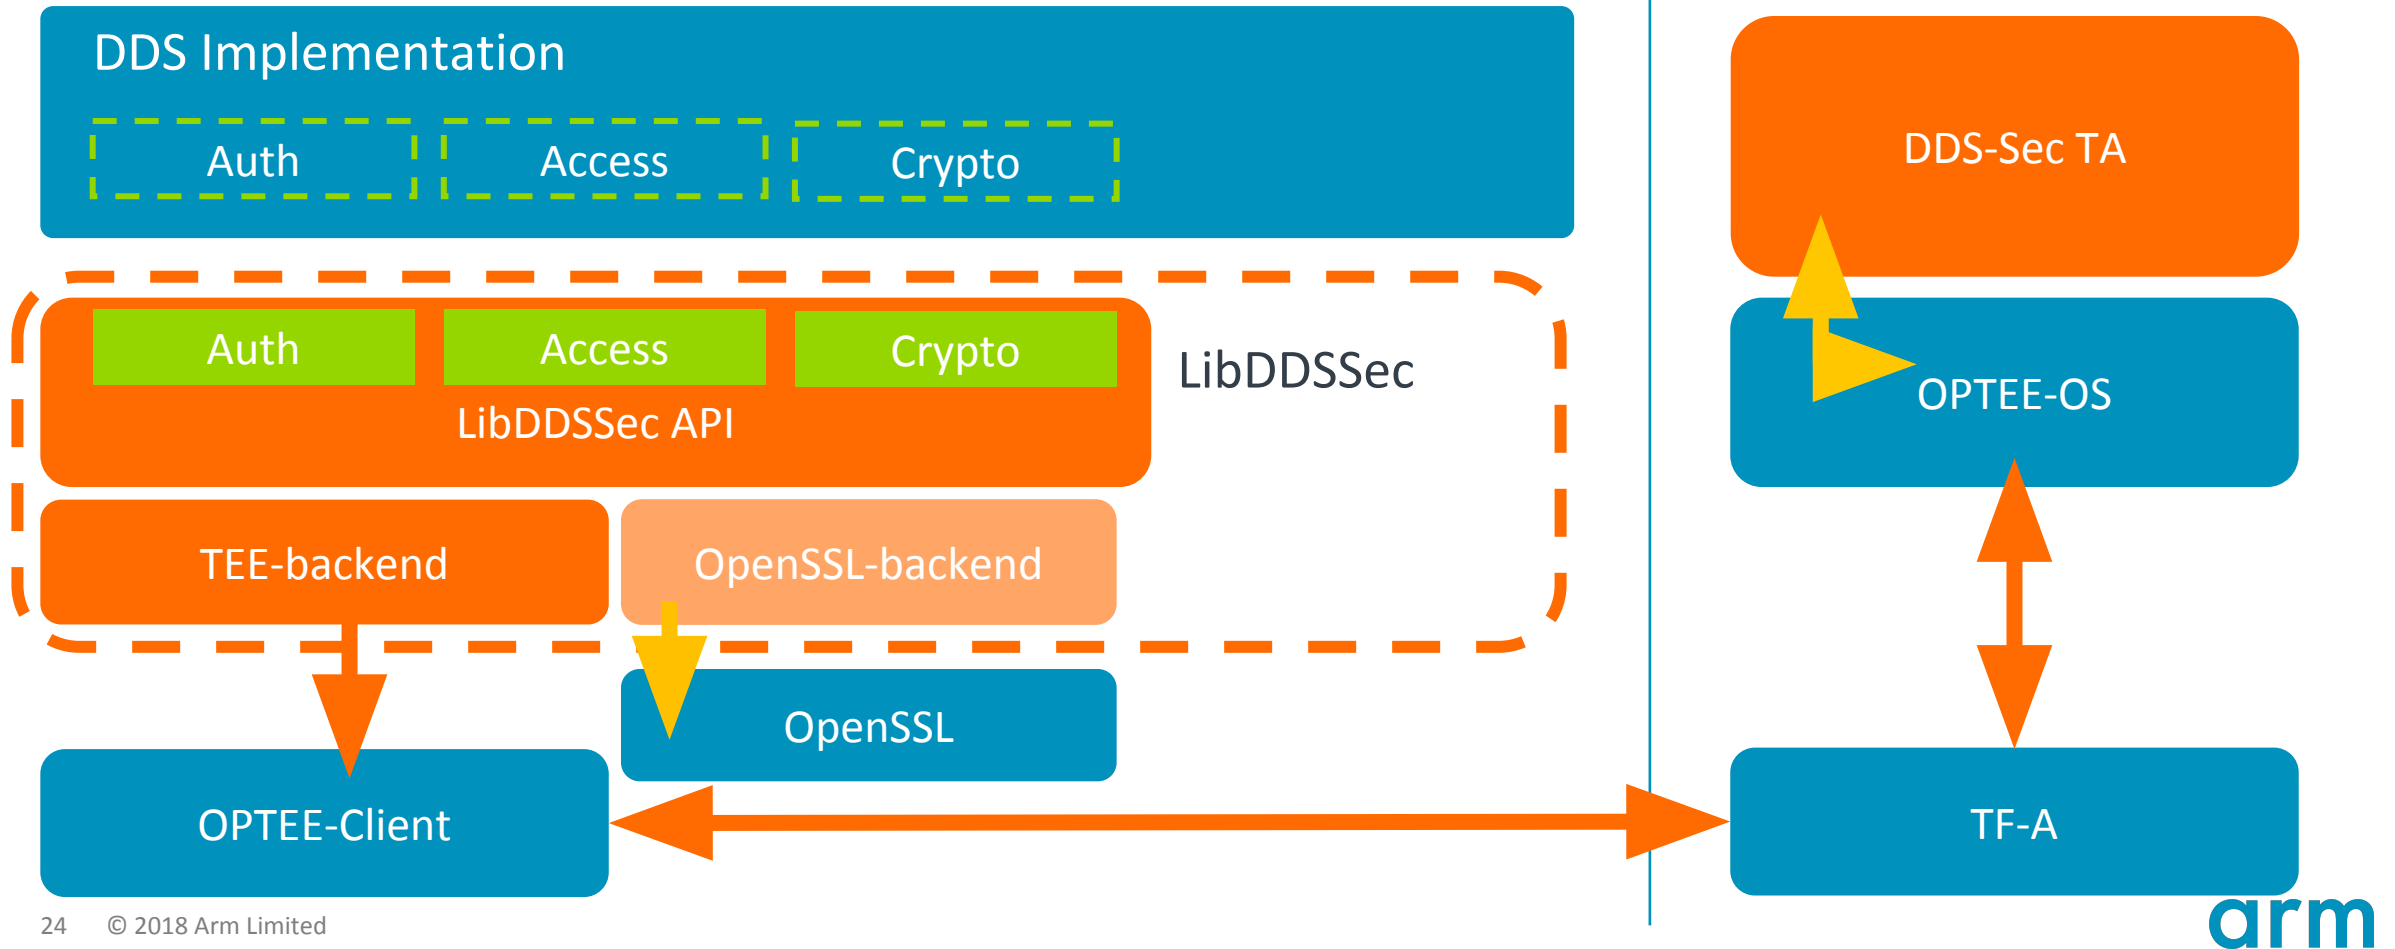 DDS Implementation
Auth
Access
Crypto
Auth
Access
Crypto
LibDDSSec API
LibDDSSec
TEE-backend
OpenSSL-backend
OpenSSL
OPTEE-Client
DDS-Sec TA
OPTEE-OS
TF-A
24 © 2018 Arm Limited
arm